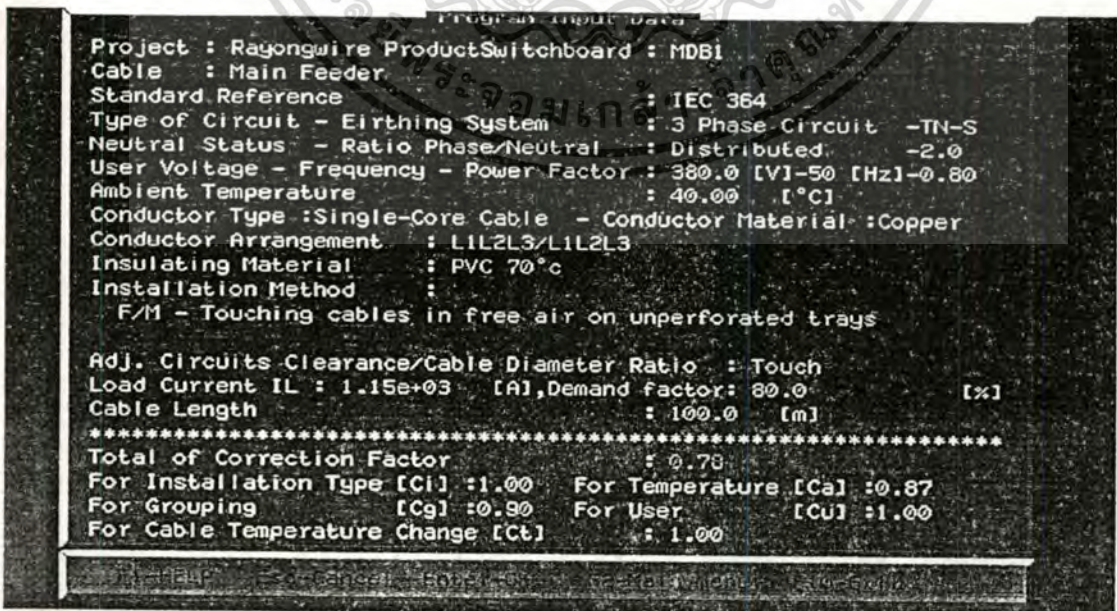 Program Input Data
Project : Rayongwire ProductSwitchboard : MDB1
Cable : Main Feeder
Standard Reference : IEC 364
Type of Circuit - Eirthing System : 3 Phase Circuit -TN-S
Neutral Status - Ratio Phase/Neutral : Distributed -2.0
User Voltage - Frequency - Power Factor : 380.0 [V]-50 [Hz]-0.80
Ambient Temperature : 40.00 [°C]
Conductor Type :Single-Core Cable - Conductor Material :Copper
Conductor Arrangement : L1L2L3/L1L2L3
Insulating Material : PVC 70°c
Installation Method :
F/M - Touching cables in free air on unperforated trays
Adj. Circuits Clearance/Cable Diameter Ratio : Touch
Load Current IL : 1.15e+03 [A],Demand factor: 80.0 [%]
Cable Length : 100.0 [m]
******************************************************************
Total of Correction Factor : 0.78
For Installation Type [Ci] :1.00 For Temperature [Ca] :0.87
For Grouping [Cg] :0.90 For User [Cu] :1.00
For Cable Temperature Change [Ct] : 1.00